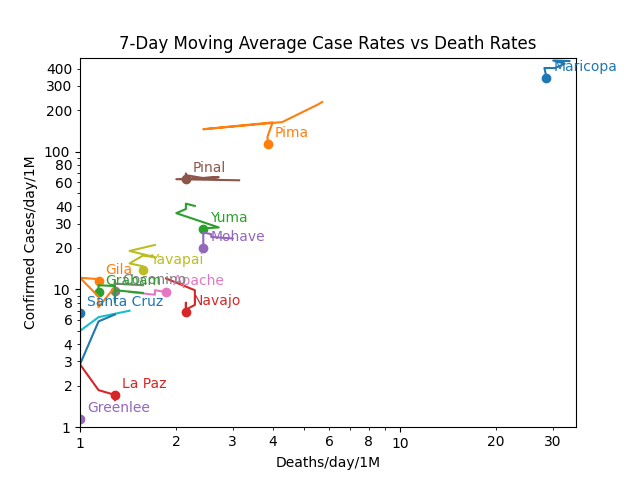 7-Day Moving Average Case Rates vs Death Rates
Confirmed Cases/day/1M
400
300
200
100
80
60
40
30
20
10
8
6
4
3
2
1
Maricopa
Pima
Pinal
Yuma
Mohave
Yavapai
Gila
Graham
Coconino
Apache
Santa Cruz
Navajo
La Paz
Greenlee
1
2
3
4
6
8
10
20
30
Deaths/day/1M